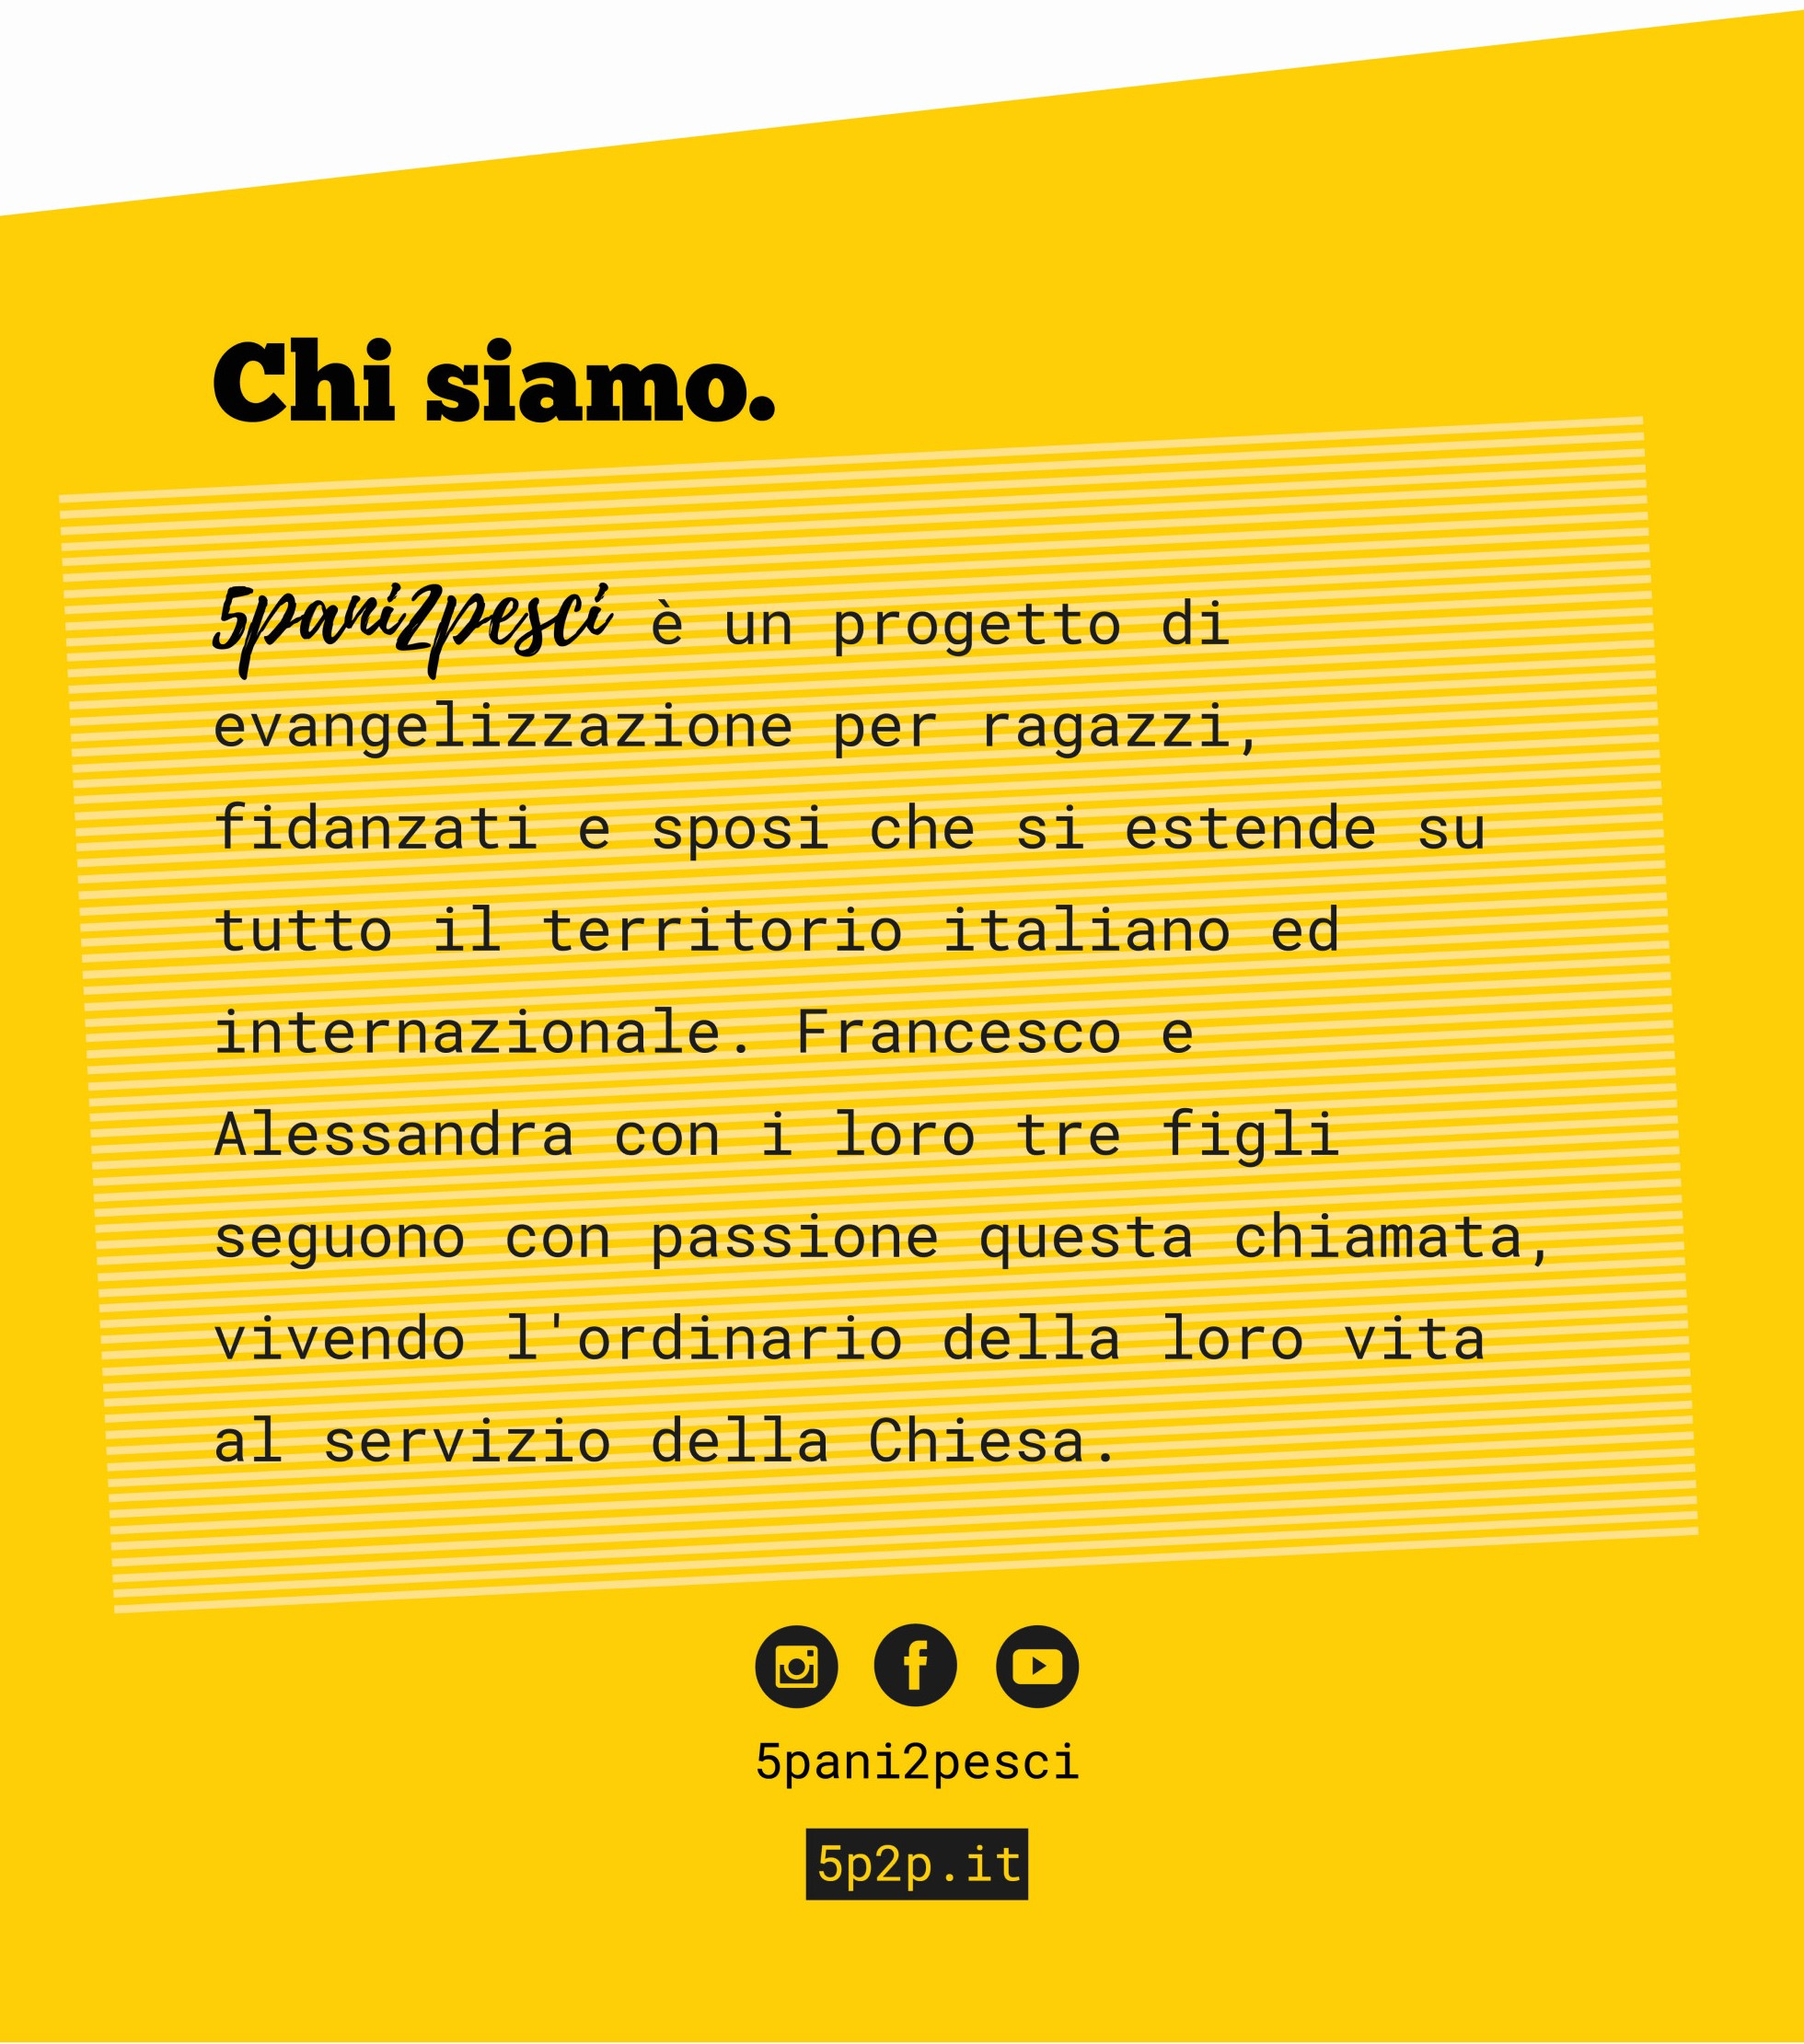 Chi siamo.
5pani2pesci è un progetto di
evangelizzazione per ragazzi,
fidanzati e sposi che si estende su
tutto il territorio italiano ed
internazionale. Francesco e
Alessandra con i loro tre figli
seguono con passione questa chiamata,
vivendo l'ordinario della loro vita
al servizio della Chiesa.
5pani2pesci
5p2p.it